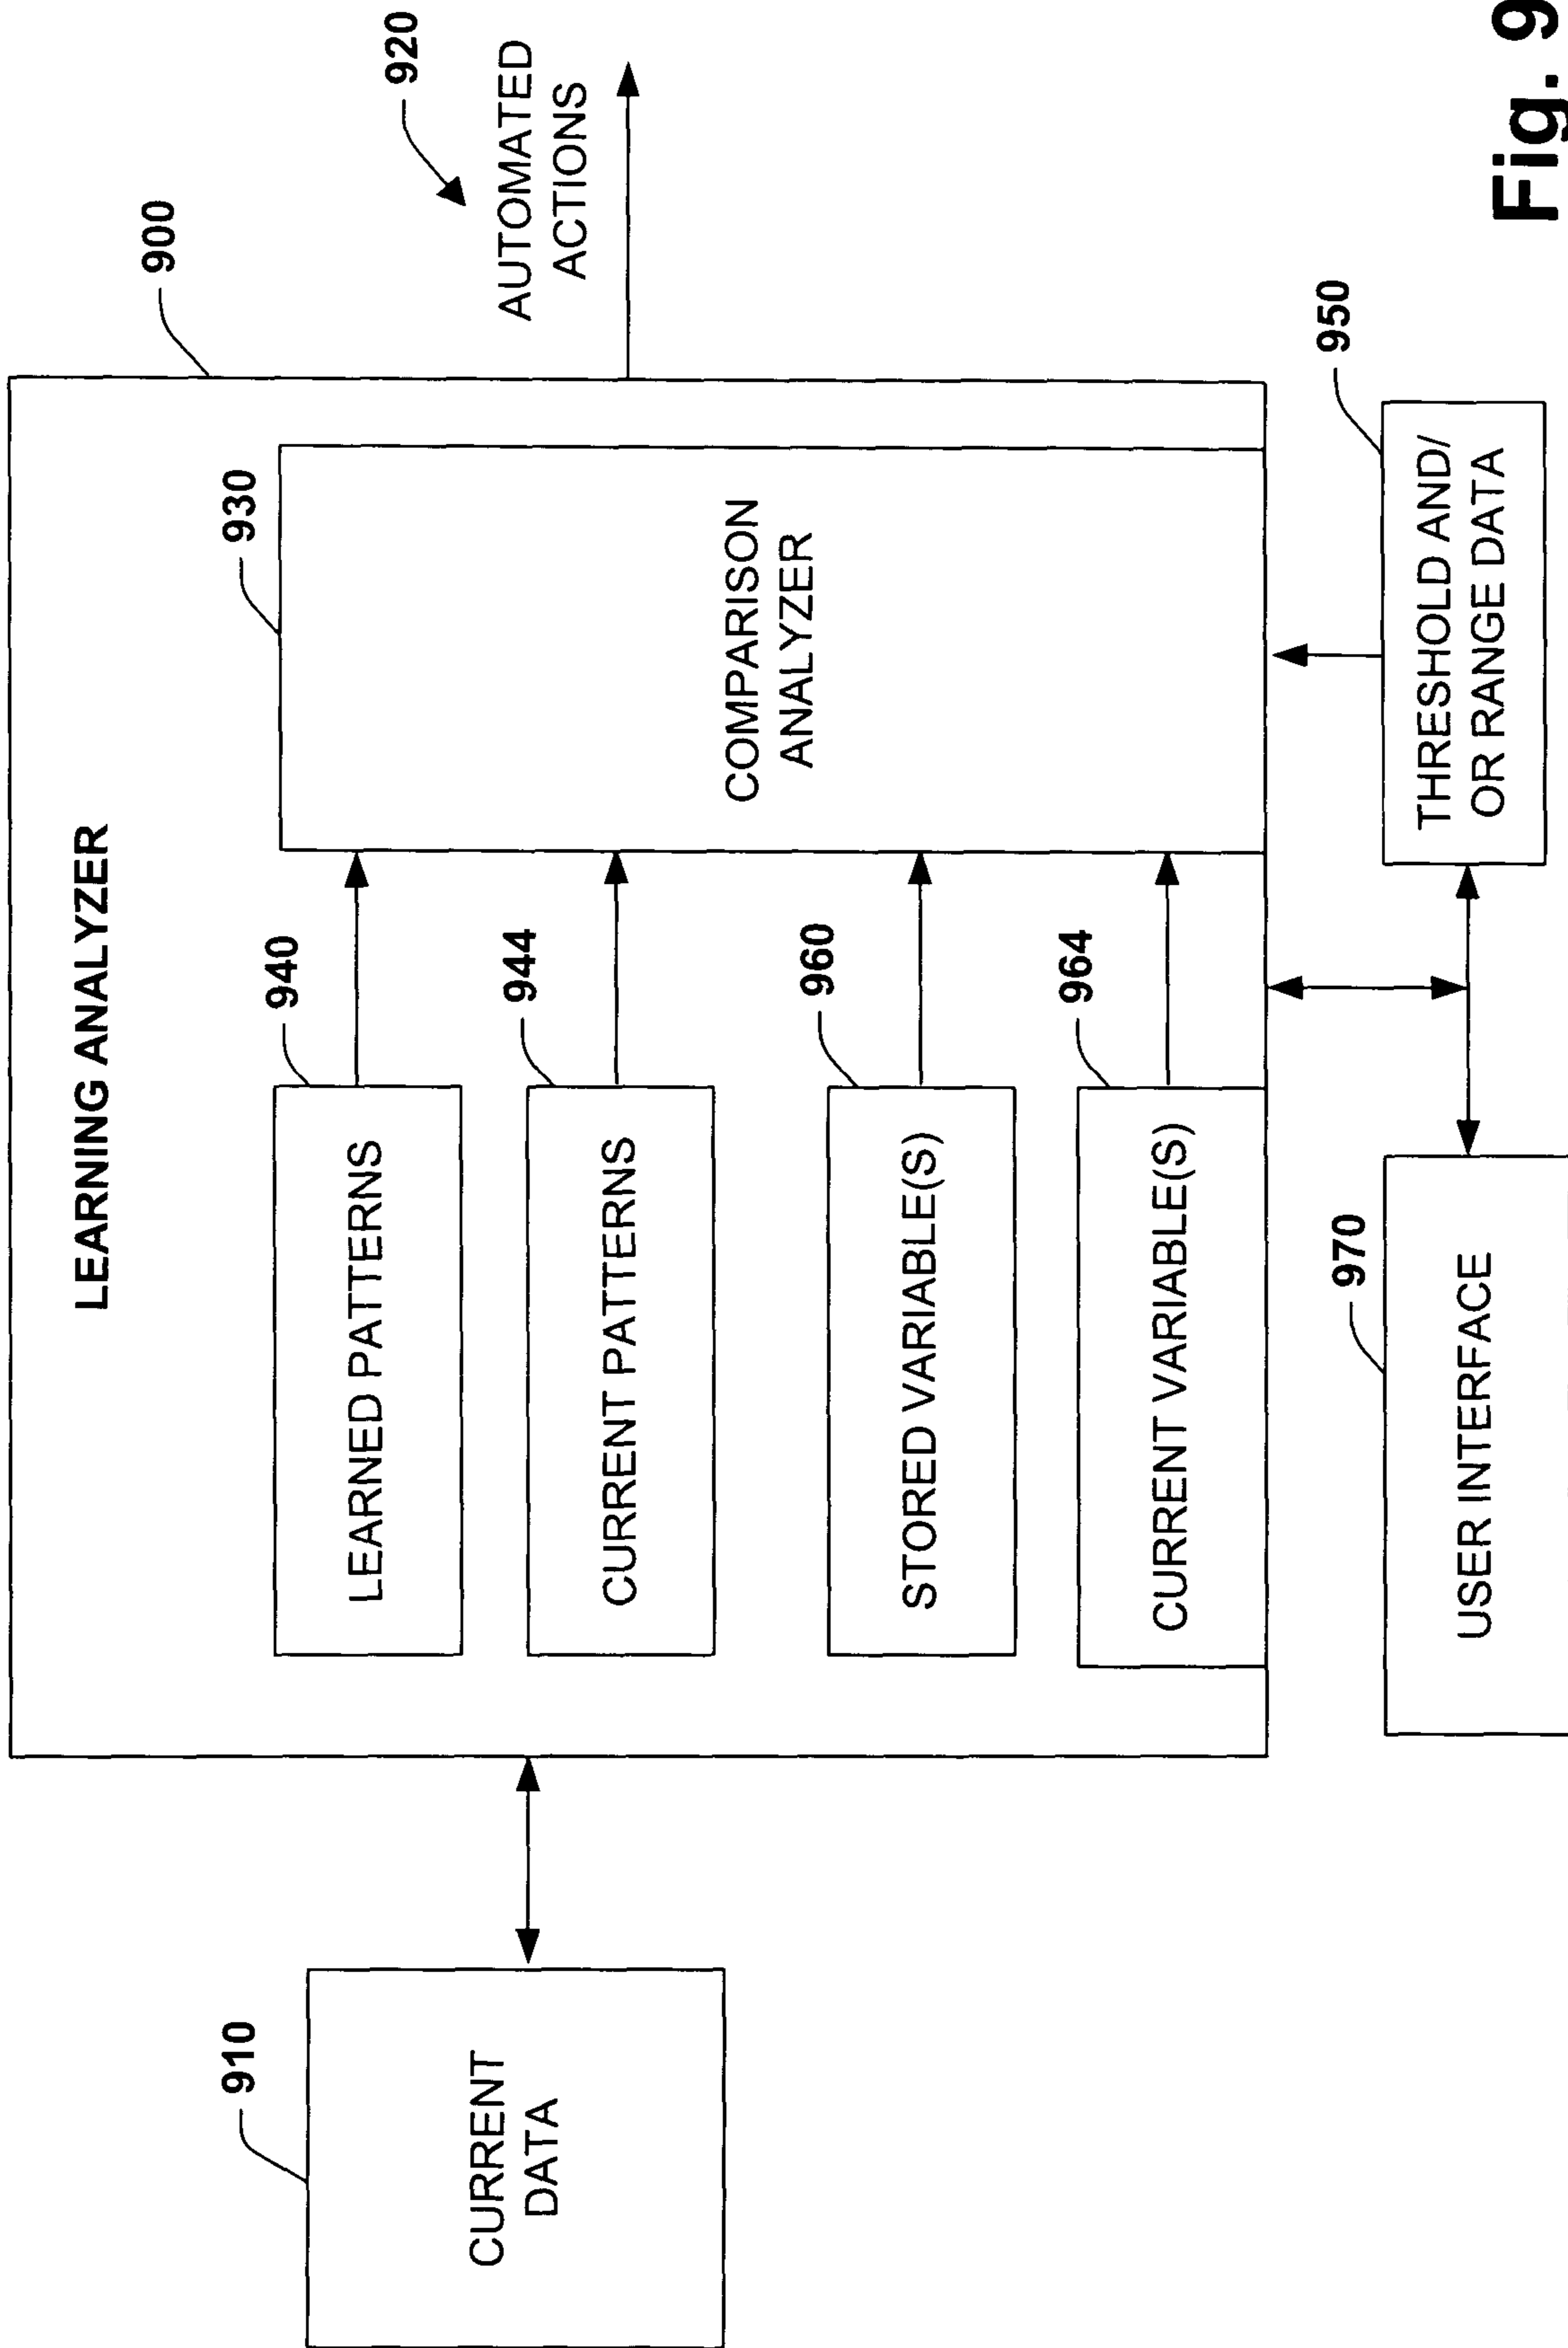 LEARNING ANALYZER
900
920
AUTOMATED
ACTIONS
910
CURRENT
DATA
940
LEARNED PATTERNS
944
CURRENT PATTERNS
960
STORED VARIABLE(S)
964
CURRENT VARIABLE(S)
930
COMPARISON
ANALYZER
970
USER INTERFACE
950
THRESHOLD AND/
OR RANGE DATA
Fig. 9